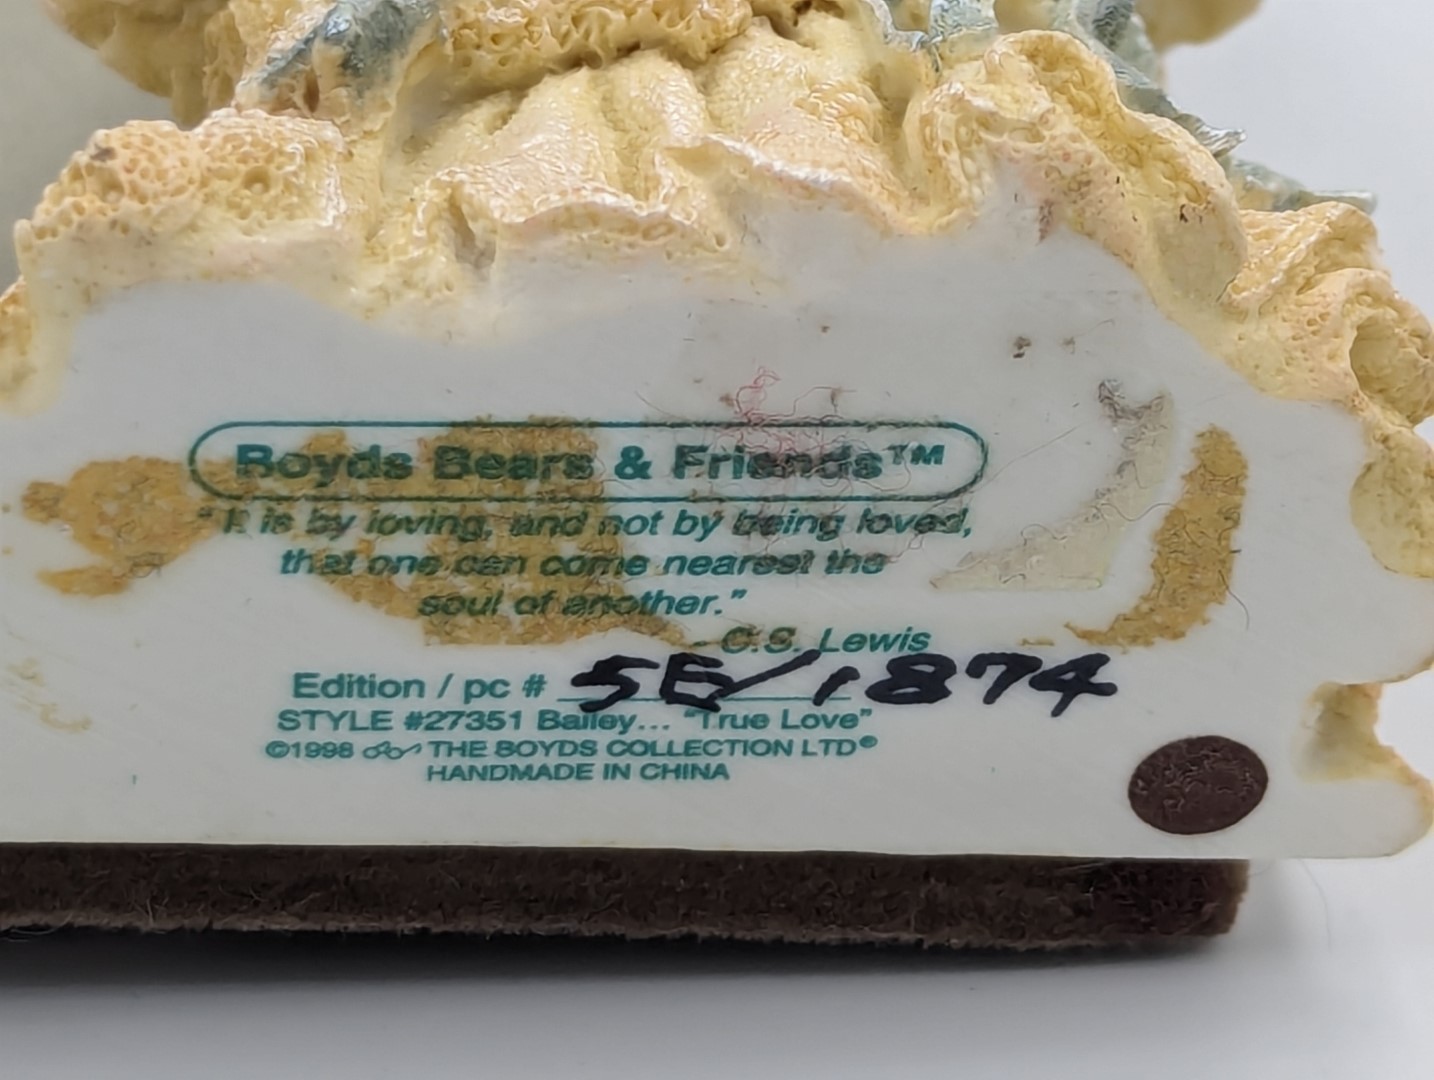 Boyds Bears & Friends™
"It is by loving, and not by being loved,
that one can come nearest the
soul of another."
- C.S. Lewis
Edition / pc # 5E/1874
STYLE #27351 Bailey... "True Love"
©1998 THE BOYDS COLLECTION LTD®
HANDMADE IN CHINA